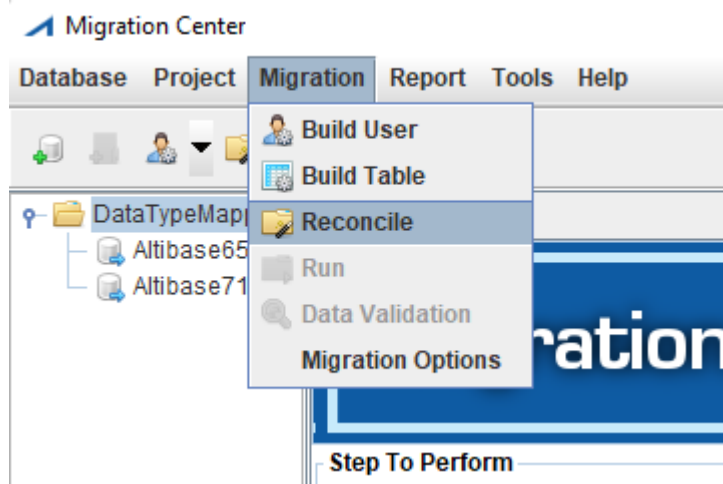 Migration Center
Database Project Migration Report Tools Help
Build User
Build Table
Reconcile
Run
Data Validation
Migration Options
DataTypeMap
Altibase65
Altibase71
ration
Step To Perform